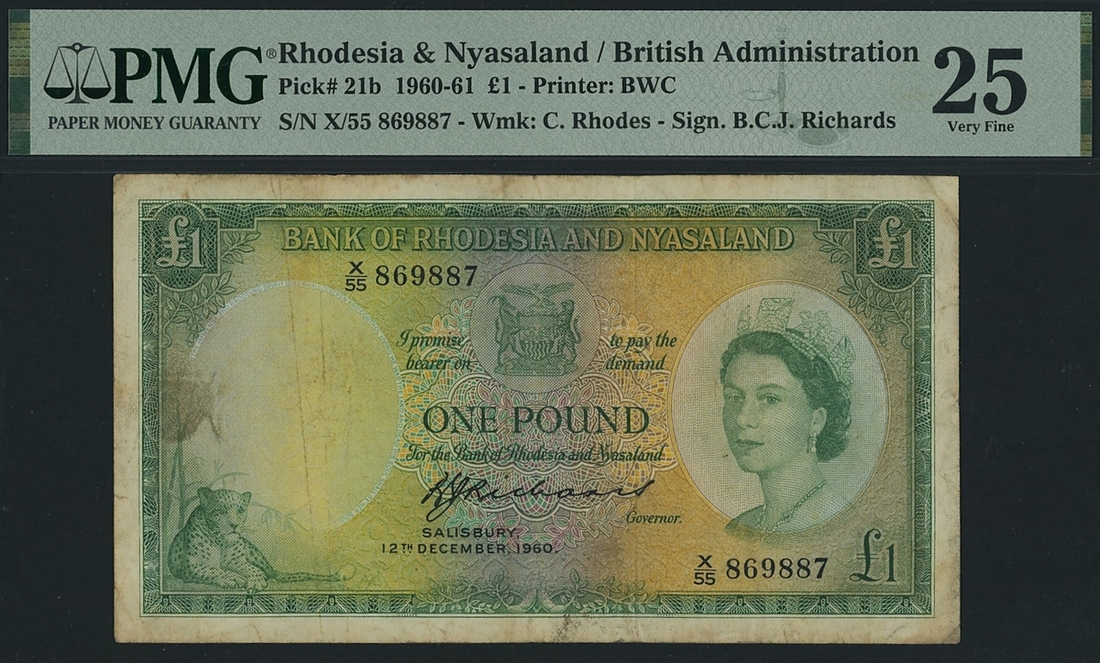 PMG® Rhodesia & Nyasaland / British Administration 25
Pick# 21b 1960-61 £1 - Printer: BWC
PAPER MONEY GUARANTY S/N X/55 869887 - Wmk: C. Rhodes - Sign. B.C.J. Richards Very Fine
£1 £1
BANK OF RHODESIA AND NYASALAND
X/55 869887
I promise to pay the
bearer on demand
ONE POUND
For the Bank of Rhodesia and Nyasaland
BCJRichards
Governor.
SALISBURY,
12TH DECEMBER, 1960.
X/55 869887 £1